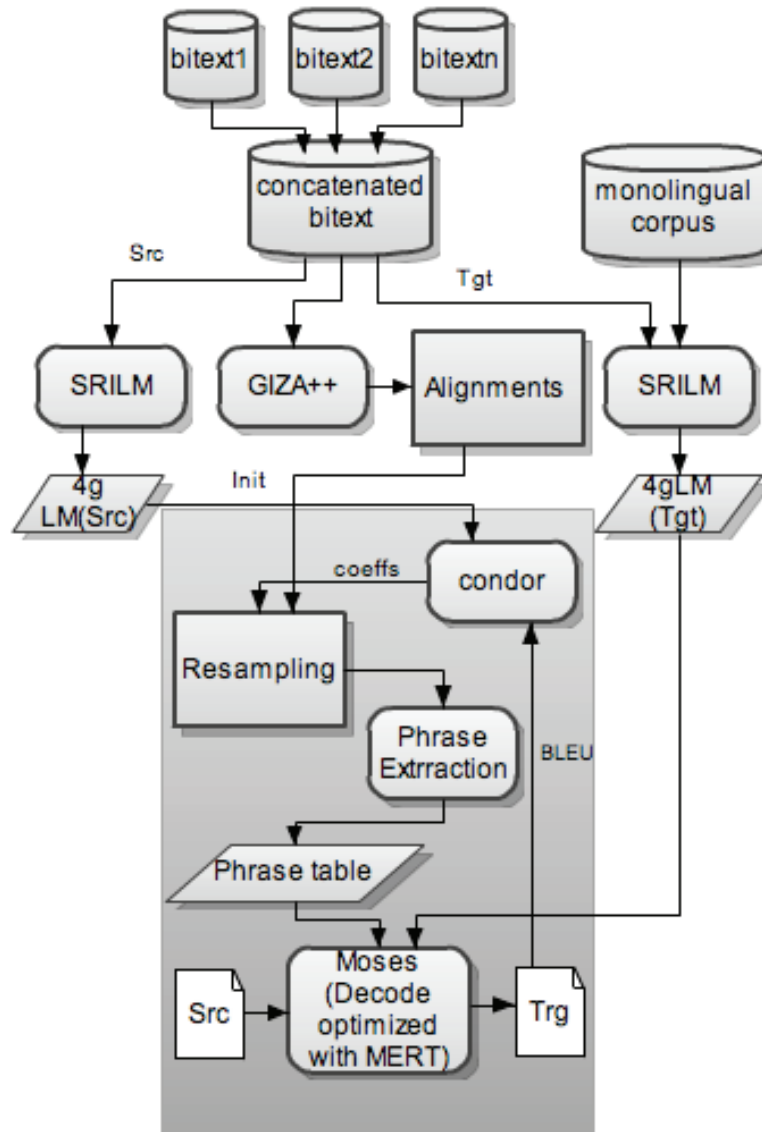 bitext1
bitext2
bitextn
concatenated
bitext
monolingual
corpus
Src
Tgt
SRILM
GIZA++
Alignments
SRILM
4g
LM(Src)
Init
4gLM
(Tgt)
coeffs
condor
Resampling
Phrase
Extrraction
BLEU
Phrase table
Src
Moses
(Decode
optimized
with MERT)
Trg